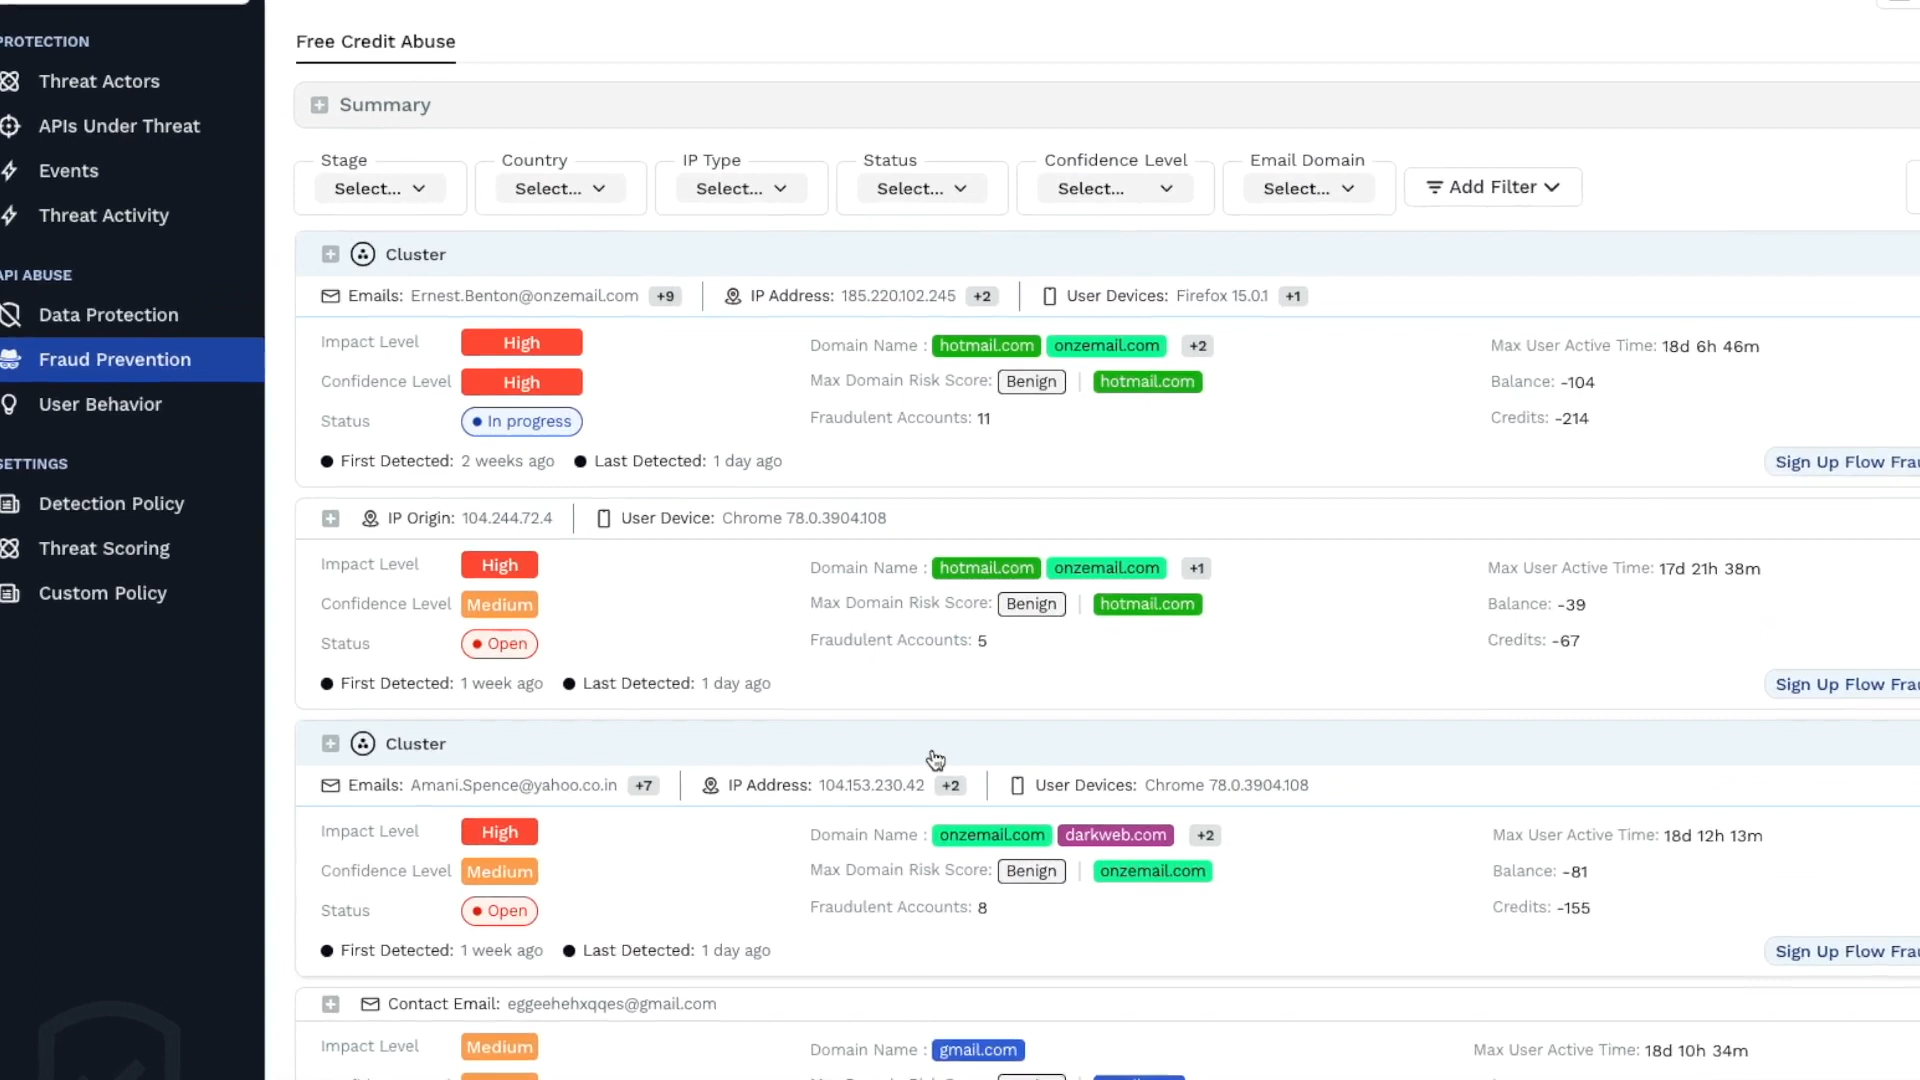 PROTECTION
Threat Actors
APIs Under Threat
Events
Threat Activity
API ABUSE
Data Protection
Fraud Prevention
User Behavior
SETTINGS
Detection Policy
Threat Scoring
Custom Policy
Free Credit Abuse
Summary
Stage Country IP Type Status Confidence Level Email Domain
Select... Select... Select... Select... Select... Select... Add Filter
Cluster
Emails: Ernest.Benton@onzemail.com +9 IP Address: 185.220.102.245 +2 User Devices: Firefox 15.0.1 +1
Impact Level High Domain Name : hotmail.com onzemail.com +2 Max User Active Time: 18d 6h 46m
Confidence Level High Max Domain Risk Score: Benign | hotmail.com Balance: -104
Status In progress Fraudulent Accounts: 11 Credits: -214
First Detected: 2 weeks ago Last Detected: 1 day ago Sign Up Flow Frau
IP Origin: 104.244.72.4 User Device: Chrome 78.0.3904.108
Impact Level High Domain Name : hotmail.com onzemail.com +1 Max User Active Time: 17d 21h 38m
Confidence Level Medium Max Domain Risk Score: Benign | hotmail.com Balance: -39
Status Open Fraudulent Accounts: 5 Credits: -67
First Detected: 1 week ago Last Detected: 1 day ago Sign Up Flow Frau
Cluster
Emails: Amani.Spence@yahoo.co.in +7 IP Address: 104.153.230.42 +2 User Devices: Chrome 78.0.3904.108
Impact Level High Domain Name : onzemail.com darkweb.com +2 Max User Active Time: 18d 12h 13m
Confidence Level Medium Max Domain Risk Score: Benign | onzemail.com Balance: -81
Status Open Fraudulent Accounts: 8 Credits: -155
First Detected: 1 week ago Last Detected: 1 day ago Sign Up Flow Frau
Contact Email: eggeehehxqqes@gmail.com
Impact Level Medium Domain Name : gmail.com Max User Active Time: 18d 10h 34m